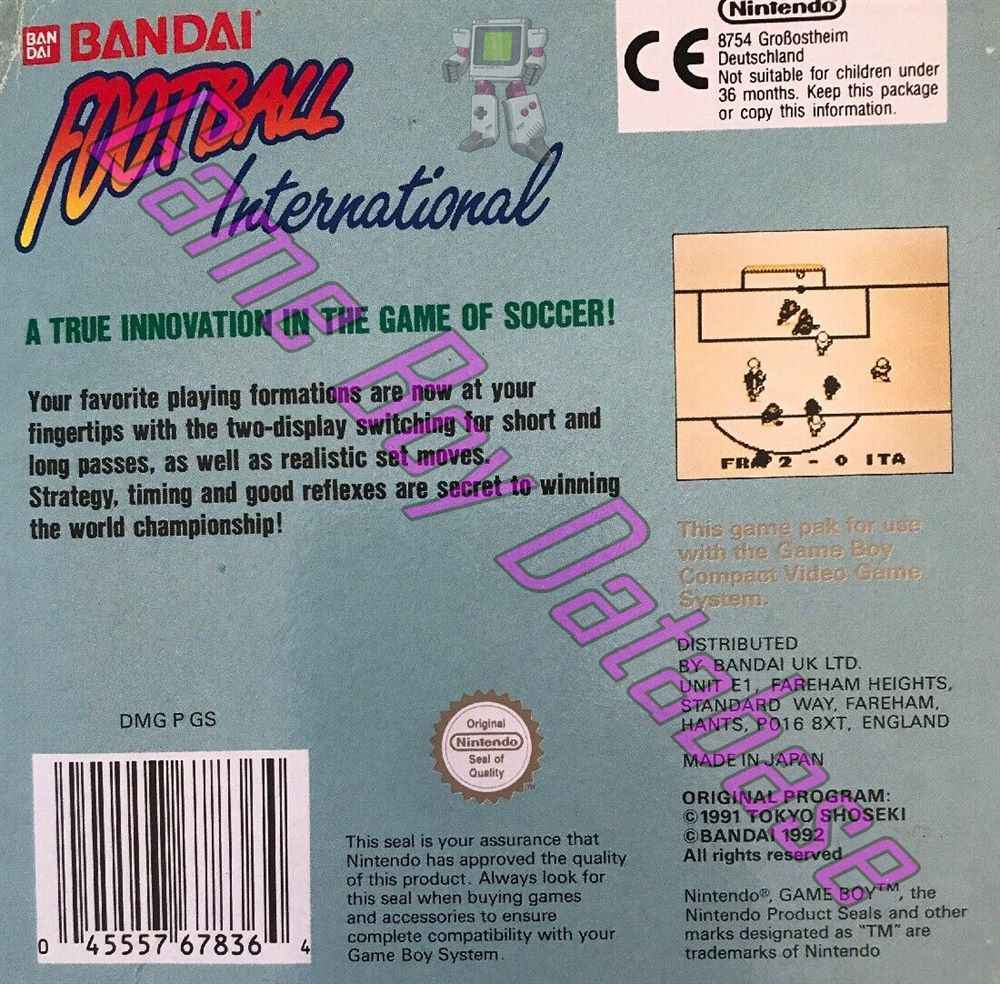 BAN
DAI
BANDAI
FOOTBALL
International
Nintendo
CE
8754 Großostheim
Deutschland
Not suitable for children under
36 months. Keep this package
or copy this information.
A TRUE INNOVATION IN THE GAME OF SOCCER!
Your favorite playing formations are now at your
fingertips with the two-display switching for short and
long passes, as well as realistic set moves.
Strategy, timing and good reflexes are secret to winning
the world championship!
FRA 2 - 0 ITA
This game pak for use
with the Game Boy
Compact Video Game
System.
DISTRIBUTED
BY BANDAI UK LTD.
UNIT E1, FAREHAM HEIGHTS,
STANDARD WAY, FAREHAM,
HANTS, PO16 8XT, ENGLAND
MADE IN JAPAN
ORIGINAL PROGRAM:
©1991 TOKYO SHOSEKI
©BANDAI 1992
All rights reserved
Nintendo®, GAME BOY™, the
Nintendo Product Seals and other
marks designated as "TM" are
trademarks of Nintendo
DMG P GS
0 45557 67836 4
Original
Nintendo
Seal of
Quality
TM
This seal is your assurance that
Nintendo has approved the quality
of this product. Always look for
this seal when buying games
and accessories to ensure
complete compatibility with your
Game Boy System.
Game Boy Database